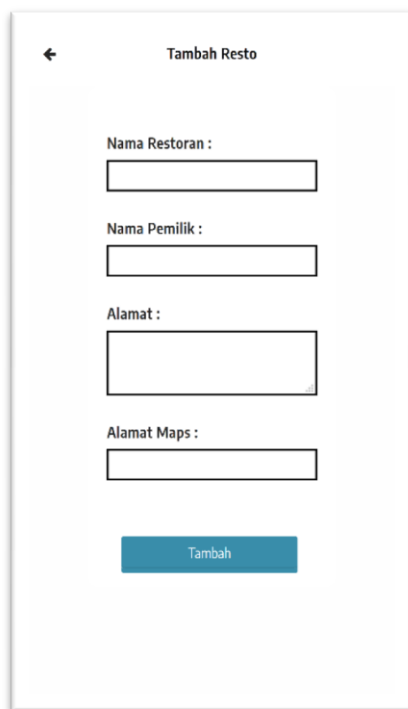 Tambah Resto
Nama Restoran :
Nama Pemilik :
Alamat :
Alamat Maps :
Tambah